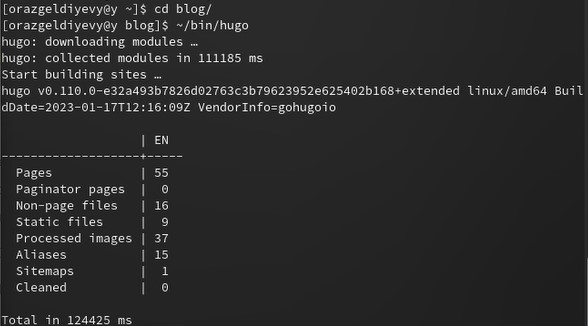 [orazgeldiyevy@y ~]$ cd blog/
[orazgeldiyevy@y blog]$ ~/bin/hugo
hugo: downloading modules …
hugo: collected modules in 111185 ms
Start building sites …
hugo v0.110.0-e32a493b7826d02763c3b79623952e625402b168+extended linux/amd64 Buil
dDate=2023-01-17T12:16:09Z VendorInfo=gohugoio
                   | EN
-------------------+-----
  Pages            | 55
  Paginator pages  |  0
  Non-page files   | 16
  Static files     |  9
  Processed images | 37
  Aliases          | 15
  Sitemaps         |  1
  Cleaned          |  0
Total in 124425 ms